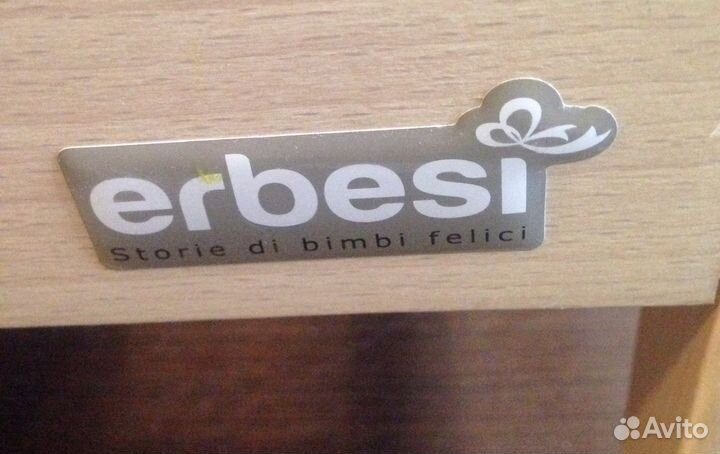 erbesi
Storie di bimbi felici
Avito